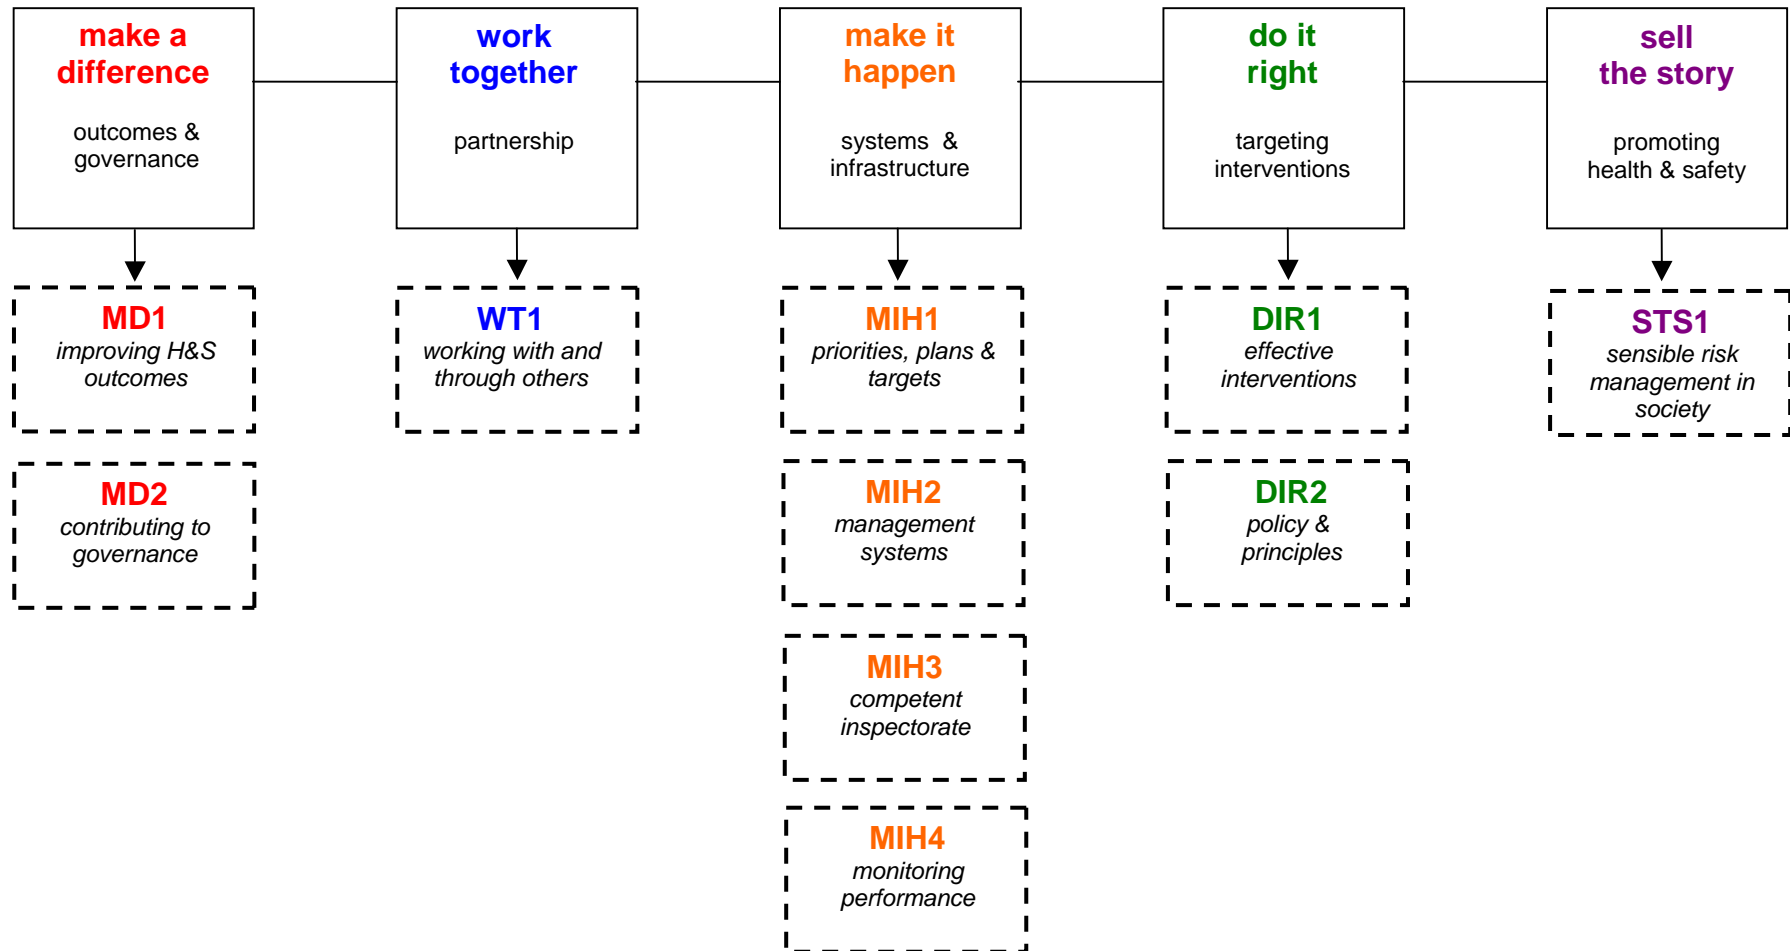 make a
difference
outcomes &
governance
work
together
partnership
make it
happen
systems & 
infrastructure
do it
right
targeting
interventions
sell
the story
promoting
health & safety
MD1
improving H&S
outcomes
WT1
working with and
through others
MIH1
priorities, plans &
targets
DIR1
effective
interventions
STS1
sensible risk
management in
society
MD2
contributing to
governance
MIH2
management
systems
DIR2
policy &
principles
MIH3
competent
inspectorate
MIH4
monitoring
performance